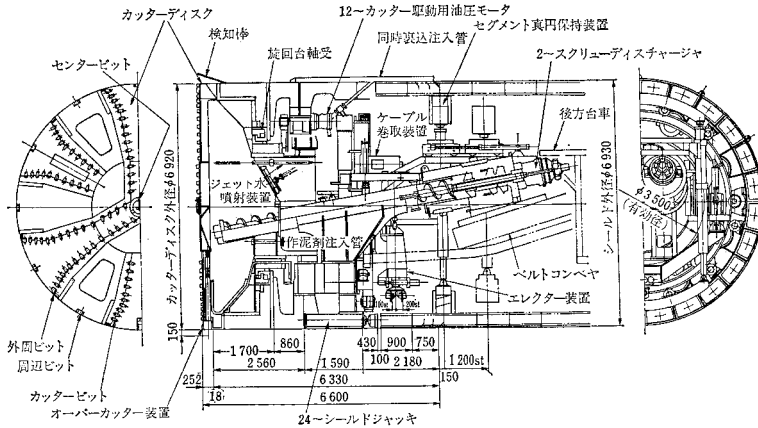 カッターディスク
12～カッター駆動用油圧モータ
セグメント真円保持装置
検知棒
同時裏込注入管
旋回台軸受
2～スクリューディスチャージャ
センタービット
ケーブル
巻取装置
後方台車
ジェット水
噴射装置
カッターディスク外径φ6 920
シールド外径φ6 930
φ3 500
(有効径)
作泥剤注入管
ベルトコンベヤ
エレクター装置
200st
150
外周ビット
周辺ビット
カッタービット
オーバーカッター装置
1 700
860
430
900
750
1 200st
2 560
1 590
100
2 180
150
252
6 330
18
6 600
24～シールドジャッキ